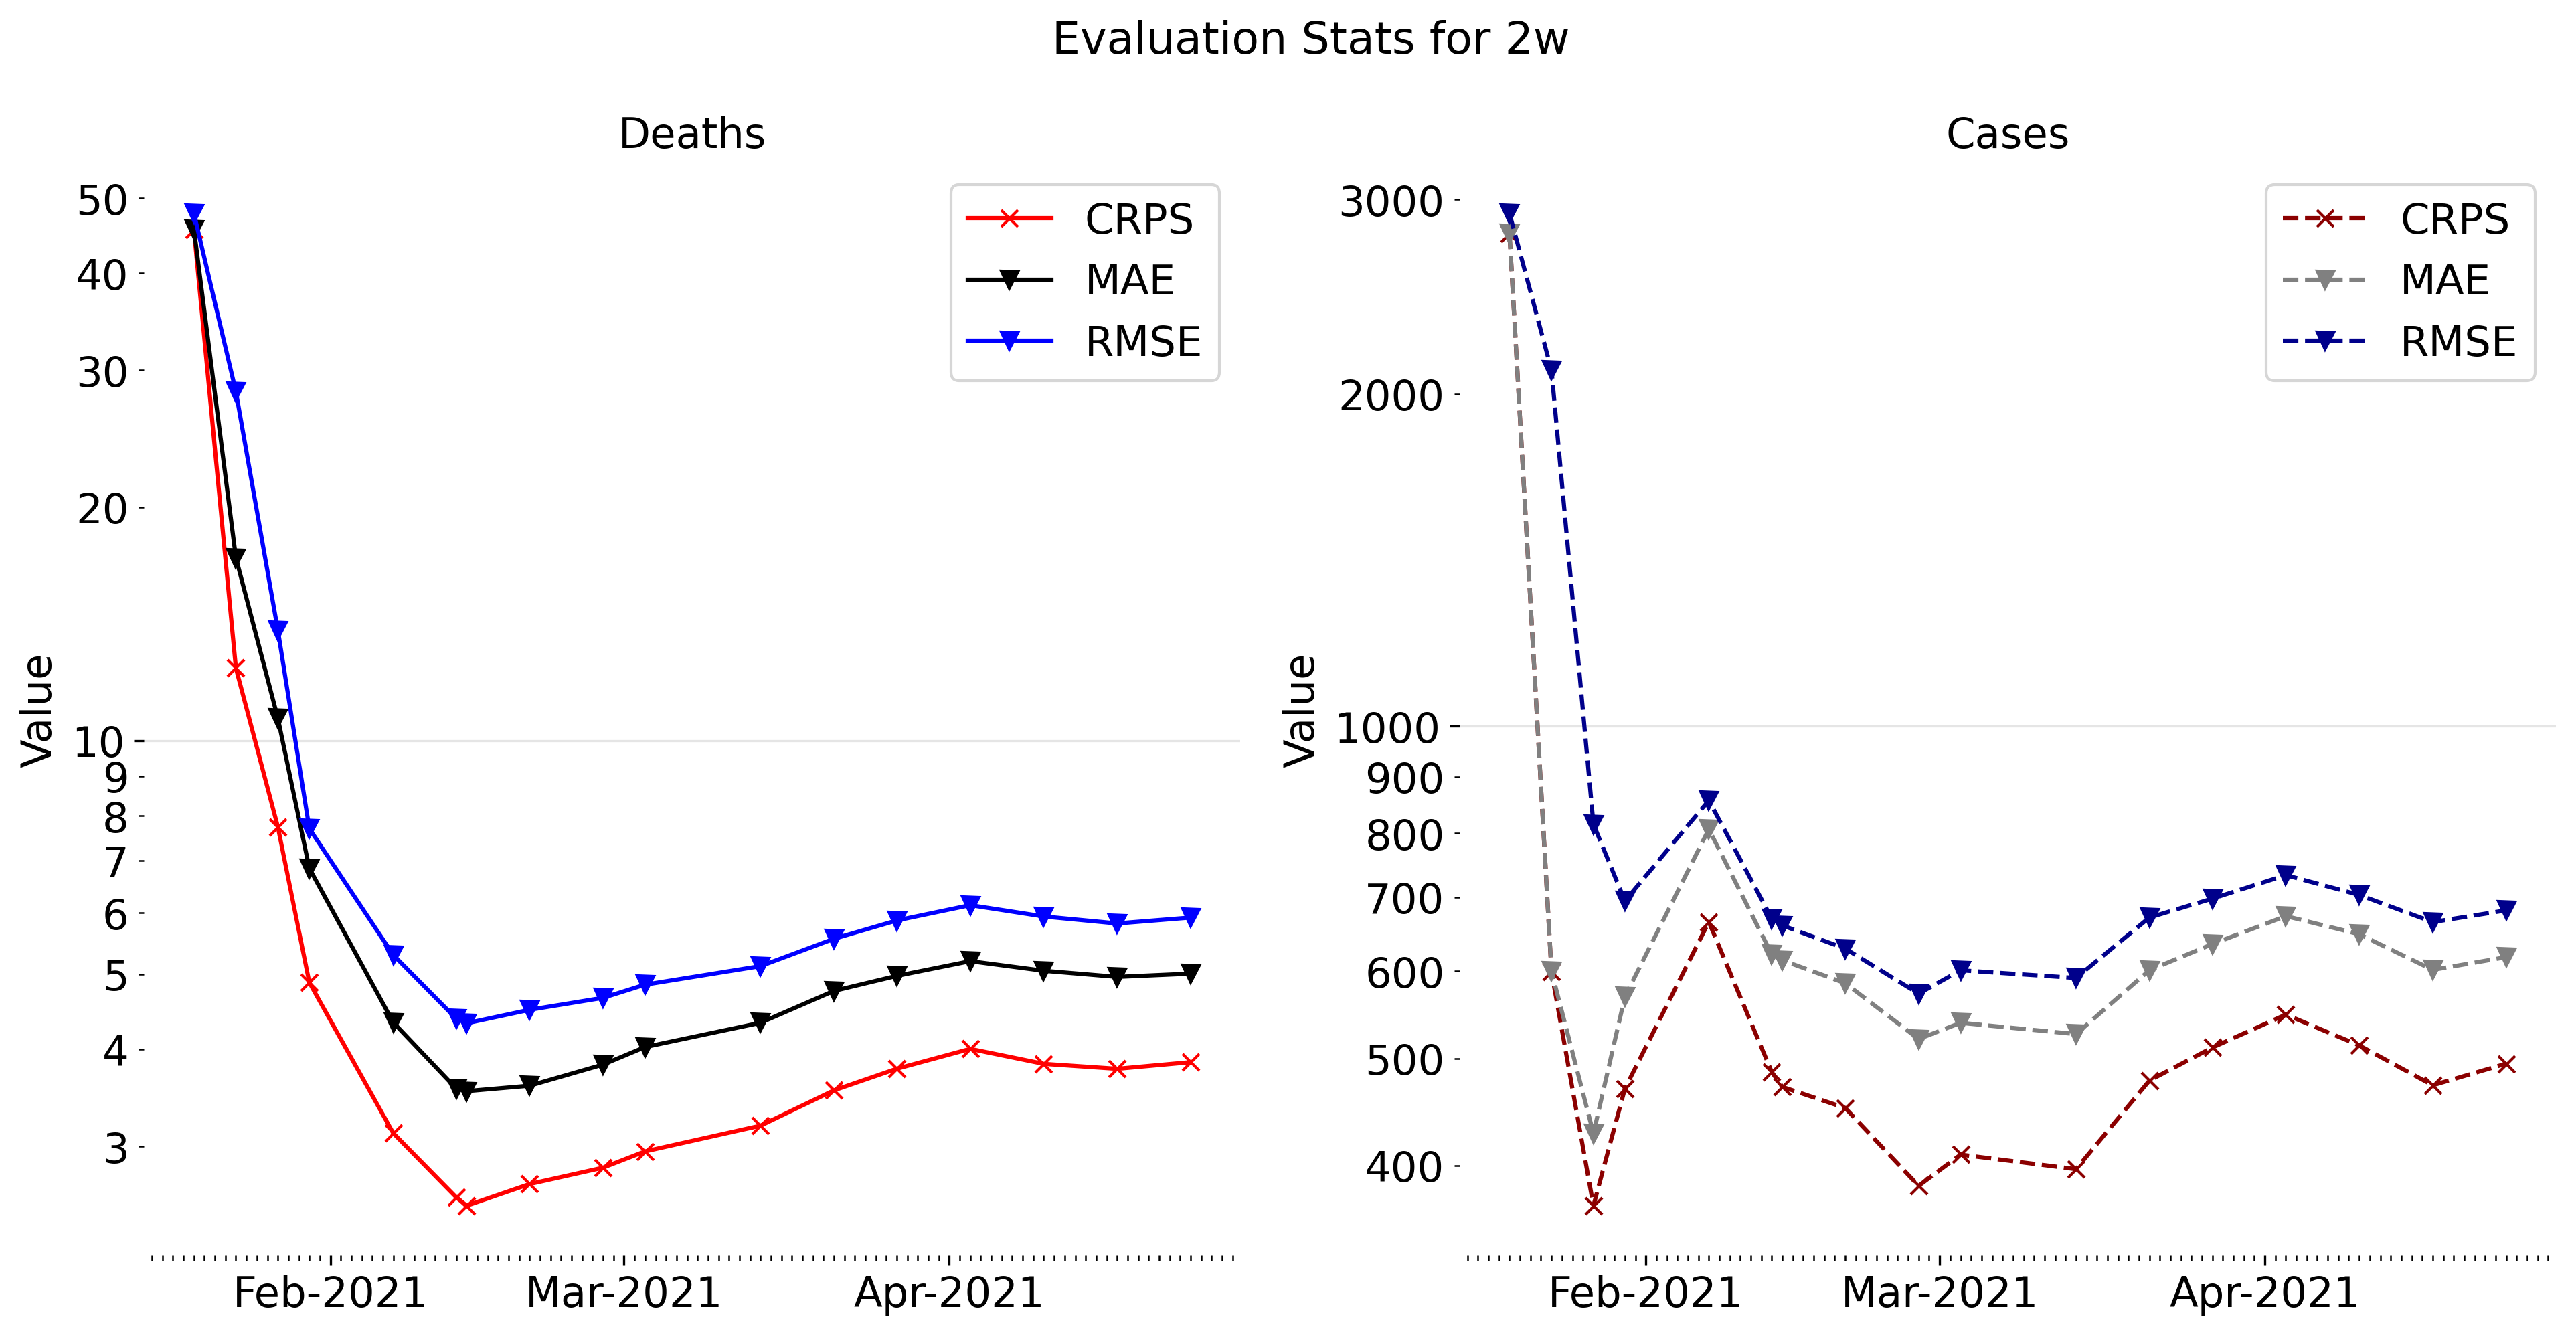 Evaluation Stats for 2w
Deaths
50
40
30
20
10
9
8
7
6
5
4
3
Value
CRPS
MAE
RMSE
Feb-2021
Mar-2021
Apr-2021
Cases
3000
2000
1000
900
800
700
600
500
400
Value
CRPS
MAE
RMSE
Feb-2021
Mar-2021
Apr-2021